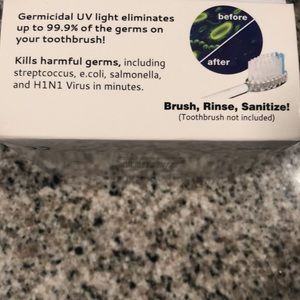 Germicidal UV light eliminates
up to 99.9% of the germs on
your toothbrush!
before
Kills harmful germs, including
streptcoccus, e.coli, salmonella,
and H1N1 Virus in minutes.
after
Brush, Rinse, Sanitize!
(Toothbrush not included)